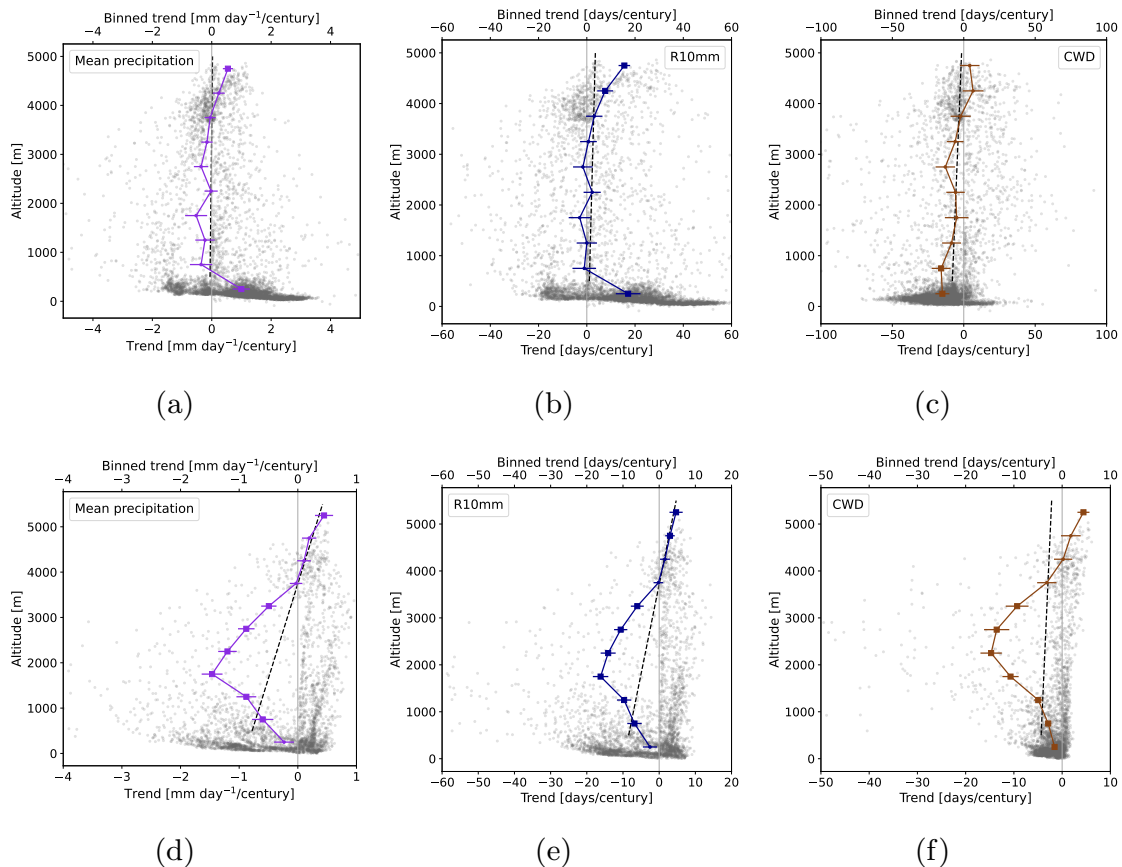 Binned trend [mm day⁻¹/century]
−4 −2 0 2 4
Mean precipitation
Altitude [m]
5000
4000
3000
2000
1000
0
−4 −2 0 2 4
Trend [mm day⁻¹/century]
(a)
Binned trend [days/century]
−60 −40 −20 0 20 40 60
R10mm
Altitude [m]
5000
4000
3000
2000
1000
0
−60 −40 −20 0 20 40 60
Trend [days/century]
(b)
Binned trend [days/century]
−100 −50 0 50 100
CWD
Altitude [m]
5000
4000
3000
2000
1000
0
−100 −50 0 50 100
Trend [days/century]
(c)
Binned trend [mm day⁻¹/century]
−4 −3 −2 −1 0 1
Mean precipitation
Altitude [m]
5000
4000
3000
2000
1000
0
−4 −3 −2 −1 0 1
Trend [mm day⁻¹/century]
(d)
Binned trend [days/century]
−60 −50 −40 −30 −20 −10 0 10 20
R10mm
Altitude [m]
5000
4000
3000
2000
1000
0
−60 −50 −40 −30 −20 −10 0 10 20
Trend [days/century]
(e)
Binned trend [days/century]
−50 −40 −30 −20 −10 0 10
CWD
Altitude [m]
5000
4000
3000
2000
1000
0
−50 −40 −30 −20 −10 0 10
Trend [days/century]
(f)